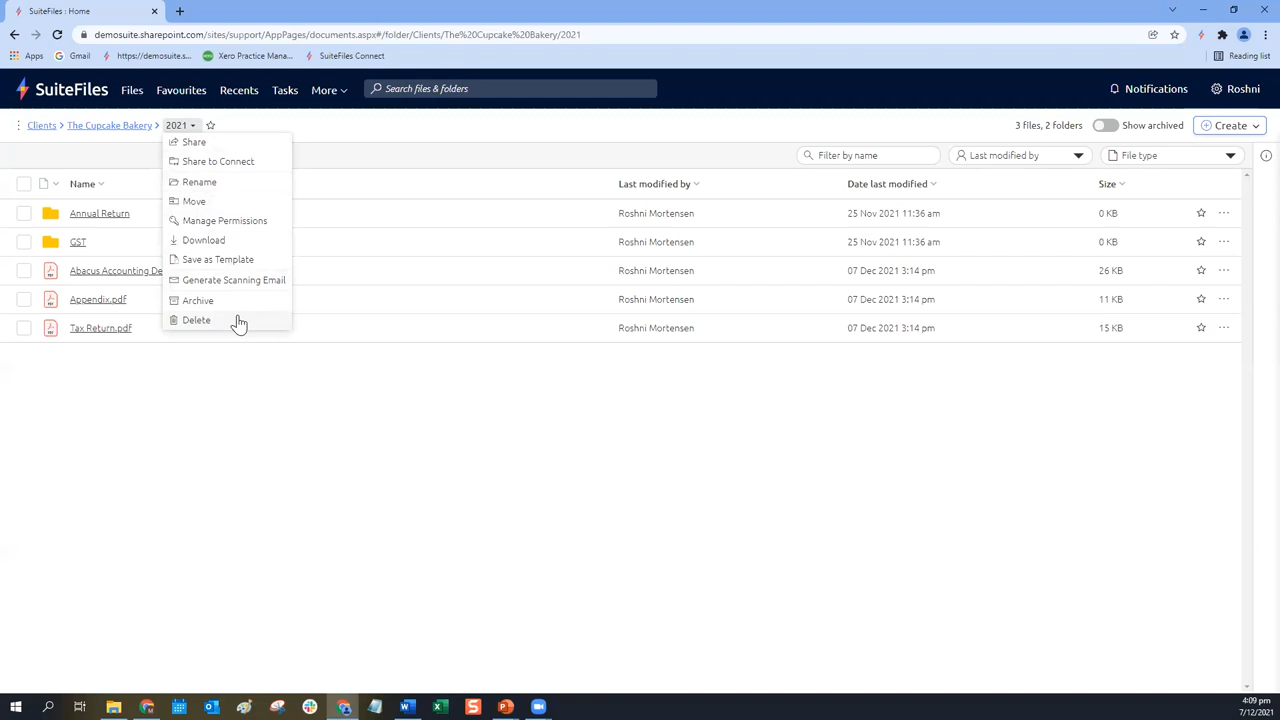 SuiteFiles : Home
demosuite.sharepoint.com/sites/support/AppPages/documents.aspx#/folder/Clients/The%20Cupcake%20Bakery/2021
Apps Gmail https://demosuite.s... Xero Practice Mana... SuiteFiles Connect Reading list
SuiteFiles Files Favourites Recents Tasks More Search files & folders Notifications Roshni
Clients > The Cupcake Bakery > 2021 3 files, 2 folders Show archived Create
Share
Share to Connect
Rename
Move
Manage Permissions
Download
Save as Template
Generate Scanning Email
Archive
Delete
Filter by name Last modified by File type
Name Last modified by Date last modified Size
Annual Return Roshni Mortensen 25 Nov 2021 11:36 am 0 KB
GST Roshni Mortensen 25 Nov 2021 11:36 am 0 KB
Abacus Accounting De Roshni Mortensen 07 Dec 2021 3:14 pm 26 KB
Appendix.pdf Roshni Mortensen 07 Dec 2021 3:14 pm 11 KB
Tax Return.pdf Roshni Mortensen 07 Dec 2021 3:14 pm 15 KB
4:09 pm
7/12/2021